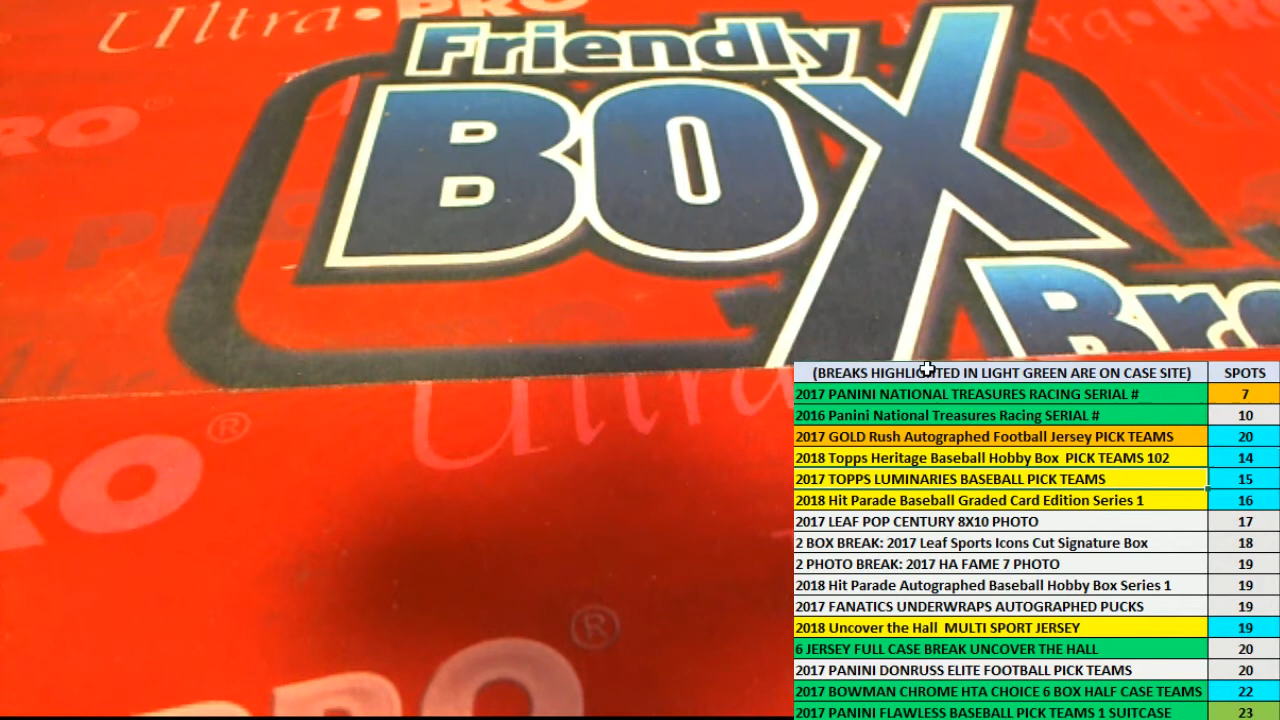 Ultra·PRO
Friendly
BOX
Bre
PRO
RO®
Ultra
RO®
®
PRO
(BREAKS HIGHLIGHTED IN LIGHT GREEN ARE ON CASE SITE) SPOTS
2017 PANINI NATIONAL TREASURES RACING SERIAL # 7
2016 Panini National Treasures Racing SERIAL # 10
2017 GOLD Rush Autographed Football Jersey PICK TEAMS 20
2018 Topps Heritage Baseball Hobby Box PICK TEAMS 102 14
2017 TOPPS LUMINARIES BASEBALL PICK TEAMS 15
2018 Hit Parade Baseball Graded Card Edition Series 1 16
2017 LEAF POP CENTURY 8X10 PHOTO 17
2 BOX BREAK: 2017 Leaf Sports Icons Cut Signature Box 18
2 PHOTO BREAK: 2017 HA FAME 7 PHOTO 19
2018 Hit Parade Autographed Baseball Hobby Box Series 1 19
2017 FANATICS UNDERWRAPS AUTOGRAPHED PUCKS 19
2018 Uncover the Hall MULTI SPORT JERSEY 19
6 JERSEY FULL CASE BREAK UNCOVER THE HALL 20
2017 PANINI DONRUSS ELITE FOOTBALL PICK TEAMS 20
2017 BOWMAN CHROME HTA CHOICE 6 BOX HALF CASE TEAMS 22
2017 PANINI FLAWLESS BASEBALL PICK TEAMS 1 SUITCASE 23